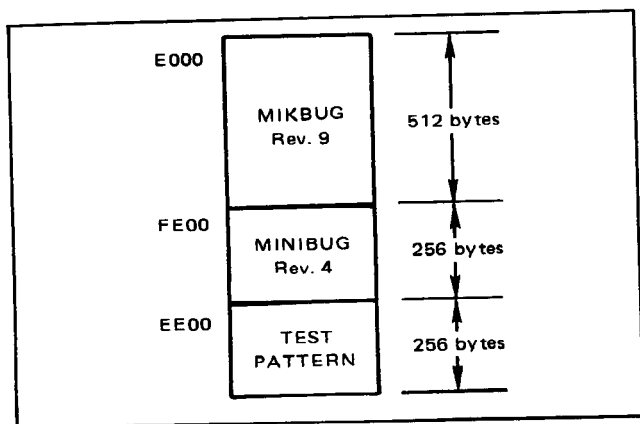 E000
MIKBUG
Rev. 9
512 bytes
FE00
MINIBUG
Rev. 4
256 bytes
EE00
TEST
PATTERN
256 bytes